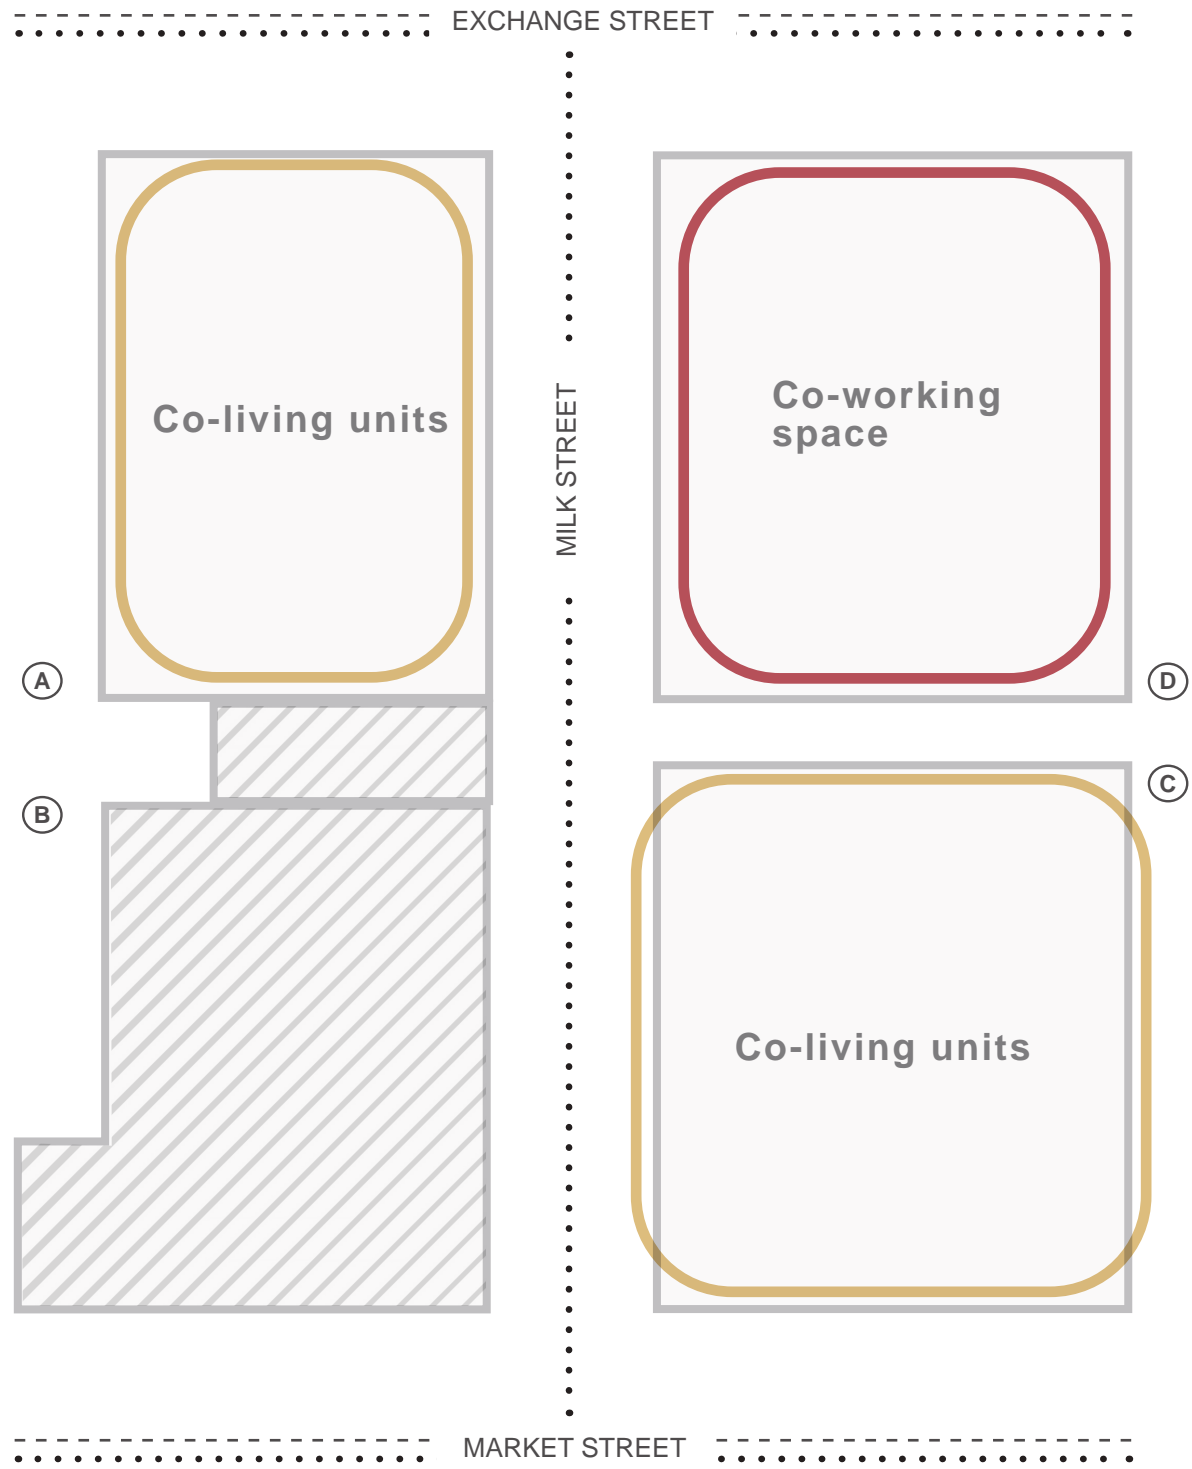 EXCHANGE STREET
Co-living units
MILK STREET
Co-working
space
A
D
B
C
Co-living units
MARKET STREET